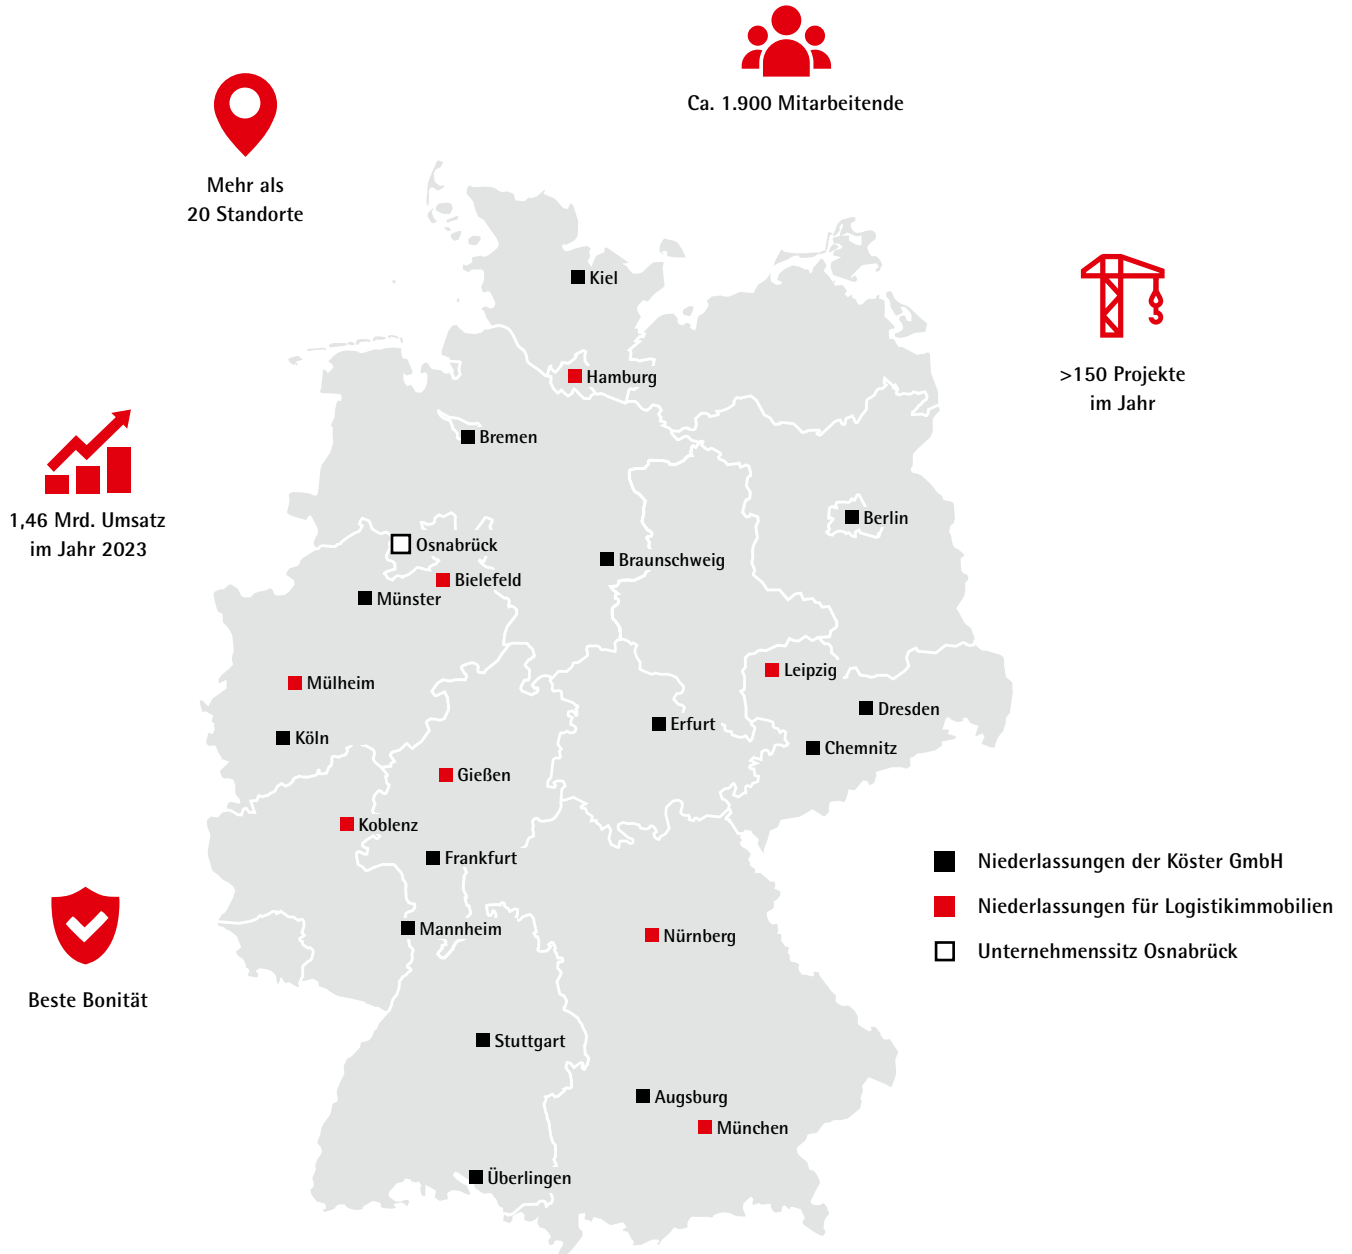 Ca. 1.900 Mitarbeitende
Mehr als
20 Standorte
Kiel
>150 Projekte
im Jahr
Hamburg
Bremen
1,46 Mrd. Umsatz
im Jahr 2023
Berlin
Osnabrück
Braunschweig
Bielefeld
Münster
Leipzig
Mülheim
Dresden
Erfurt
Köln
Chemnitz
Gießen
Koblenz
Frankfurt
Niederlassungen der Köster GmbH
Niederlassungen für Logistikimmobilien
Unternehmenssitz Osnabrück
Mannheim
Nürnberg
Beste Bonität
Stuttgart
Augsburg
München
Überlingen